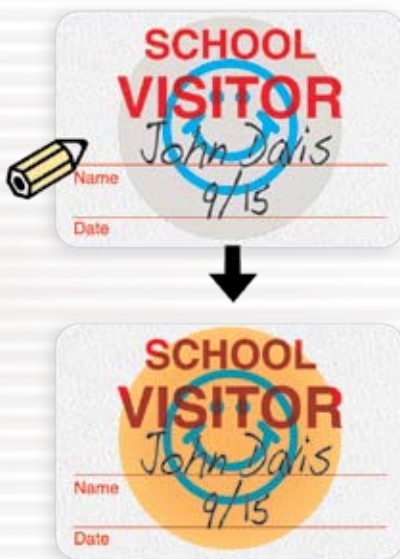 SCHOOL
VISITOR
John Davis
Name
9/15
Date
SCHOOL
VISITOR
John Davis
Name
9/15
Date